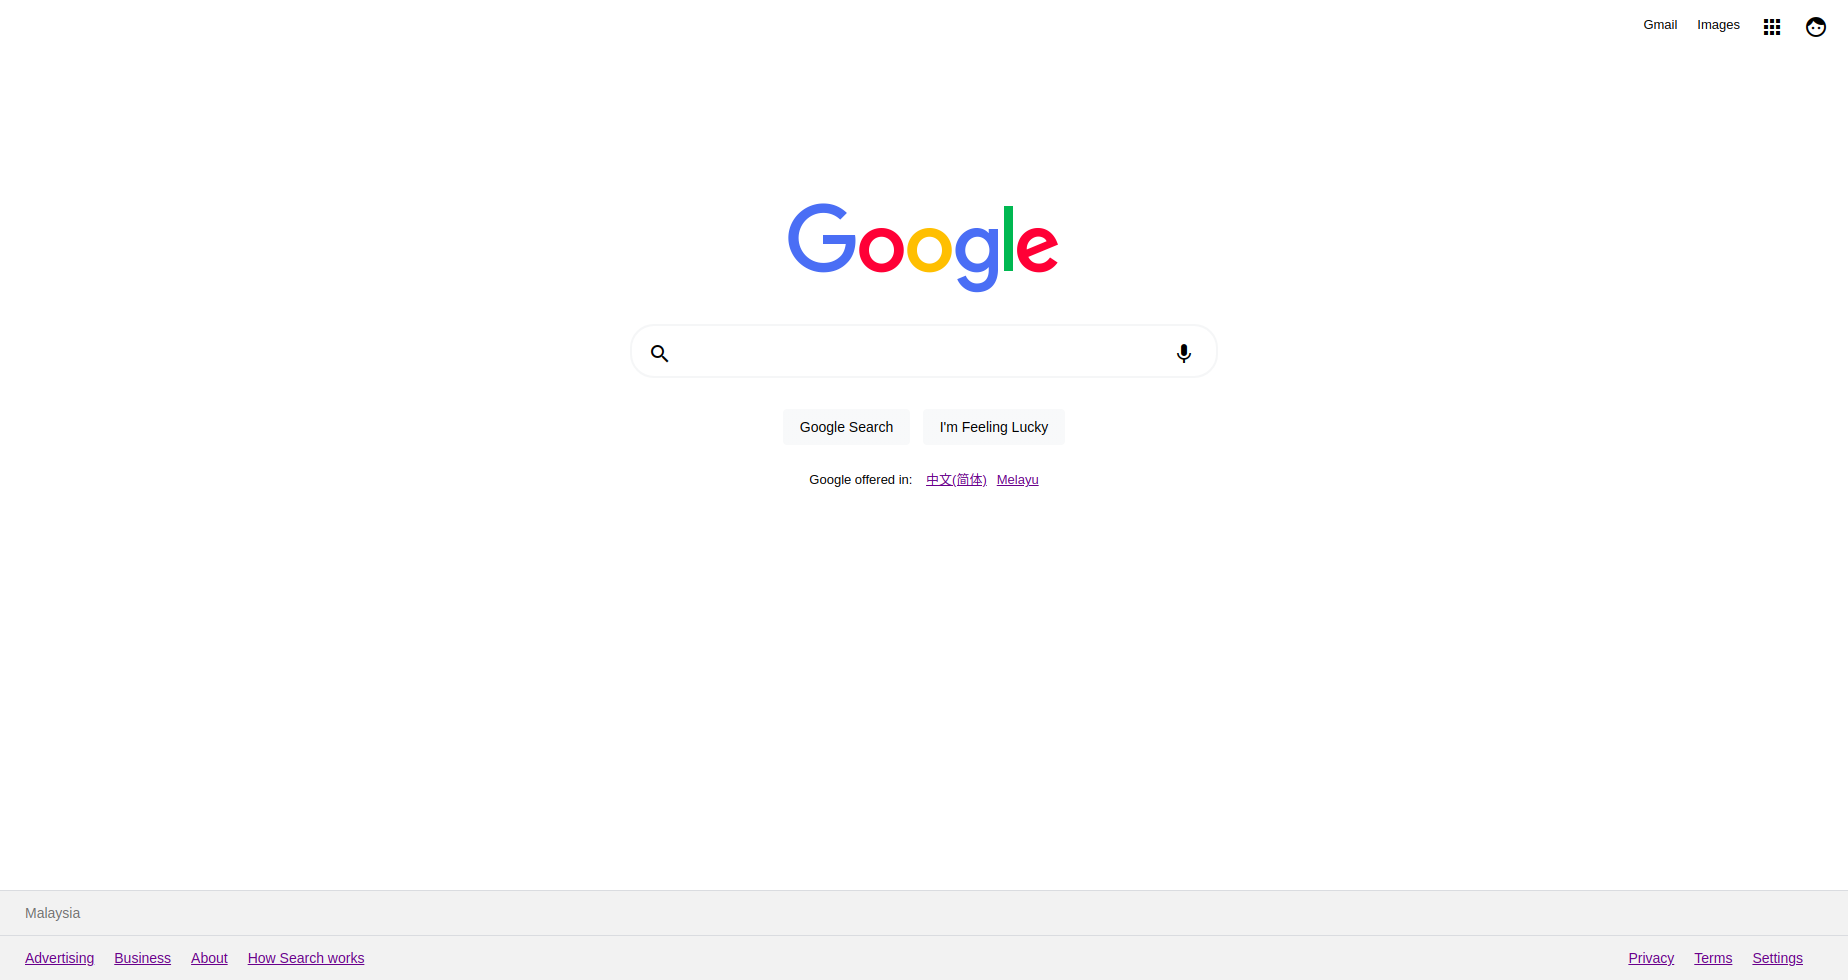 Gmail Images
Google
Google Search I'm Feeling Lucky
Google offered in: 中文(简体) Melayu
Malaysia
Advertising Business About How Search works Privacy Terms Settings